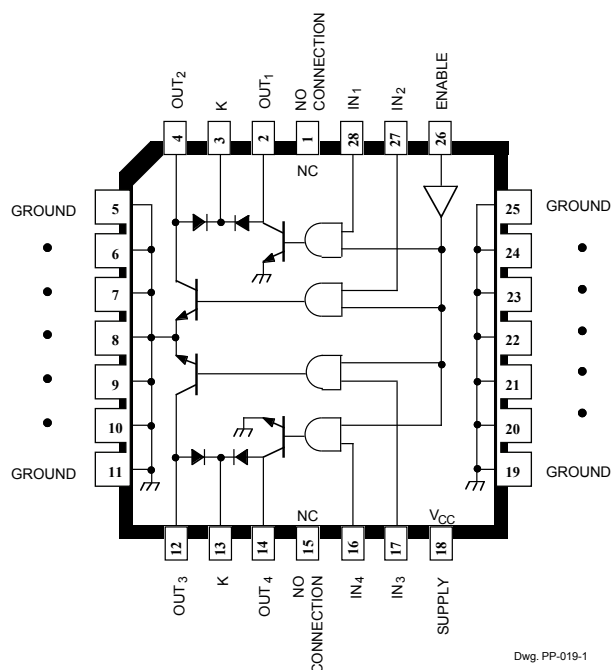 OUT2
K
OUT1
NO CONNECTION
IN1
IN2
ENABLE
4
3
2
1
28
27
26
NC
GROUND
5
6
7
8
9
10
11
GROUND
25
GROUND
24
23
22
21
20
19
GROUND
NC
VCC
12
13
14
15
16
17
18
OUT3
K
OUT4
NO CONNECTION
IN4
IN3
SUPPLY
Dwg. PP-019-1